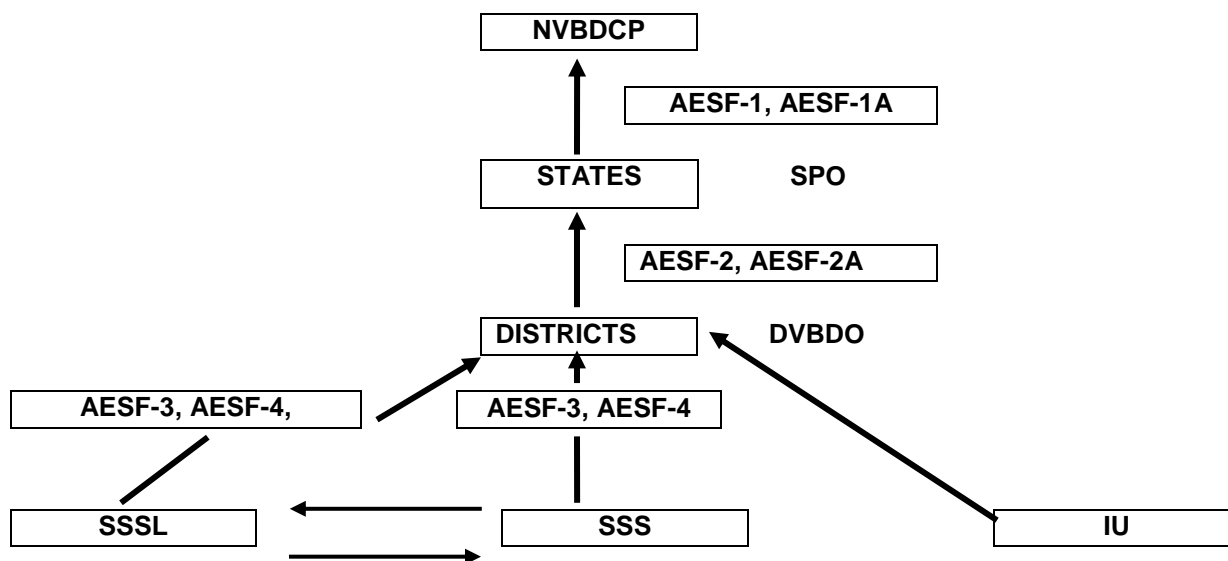 NVBDCP
AESF-1, AESF-1A
STATES SPO
AESF-2, AESF-2A
DISTRICTS DVBDO
AESF-3, AESF-4, AESF-3, AESF-4
SSSL SSS IU